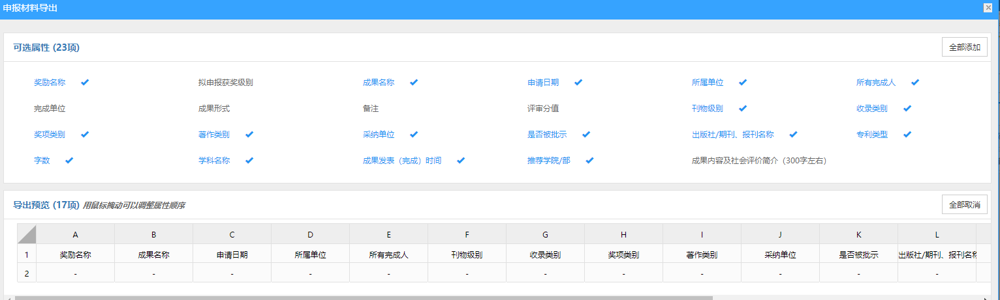 申报材料导出
可选属性 (23项) 全部添加
奖励名称 拟申报获奖级别 成果名称 申请日期 所属单位 所有完成人
完成单位 成果形式 备注 评审分值 刊物级别 收录类别
奖项类别 著作类别 采纳单位 是否被批示 出版社/期刊、报刊名称 专利类型
字数 学科名称 成果发表（完成）时间 推荐学院/部 成果内容及社会评价简介（300字左右）
导出预览 (17项) 用鼠标拽动可以调整属性顺序 全部取消
A B C D E F G H I J K L
1 奖励名称 成果名称 申请日期 所属单位 所有完成人 刊物级别 收录类别 奖项类别 著作类别 采纳单位 是否被批示 出版社/期刊、报刊名称
2 - - - - - - - - - - - -